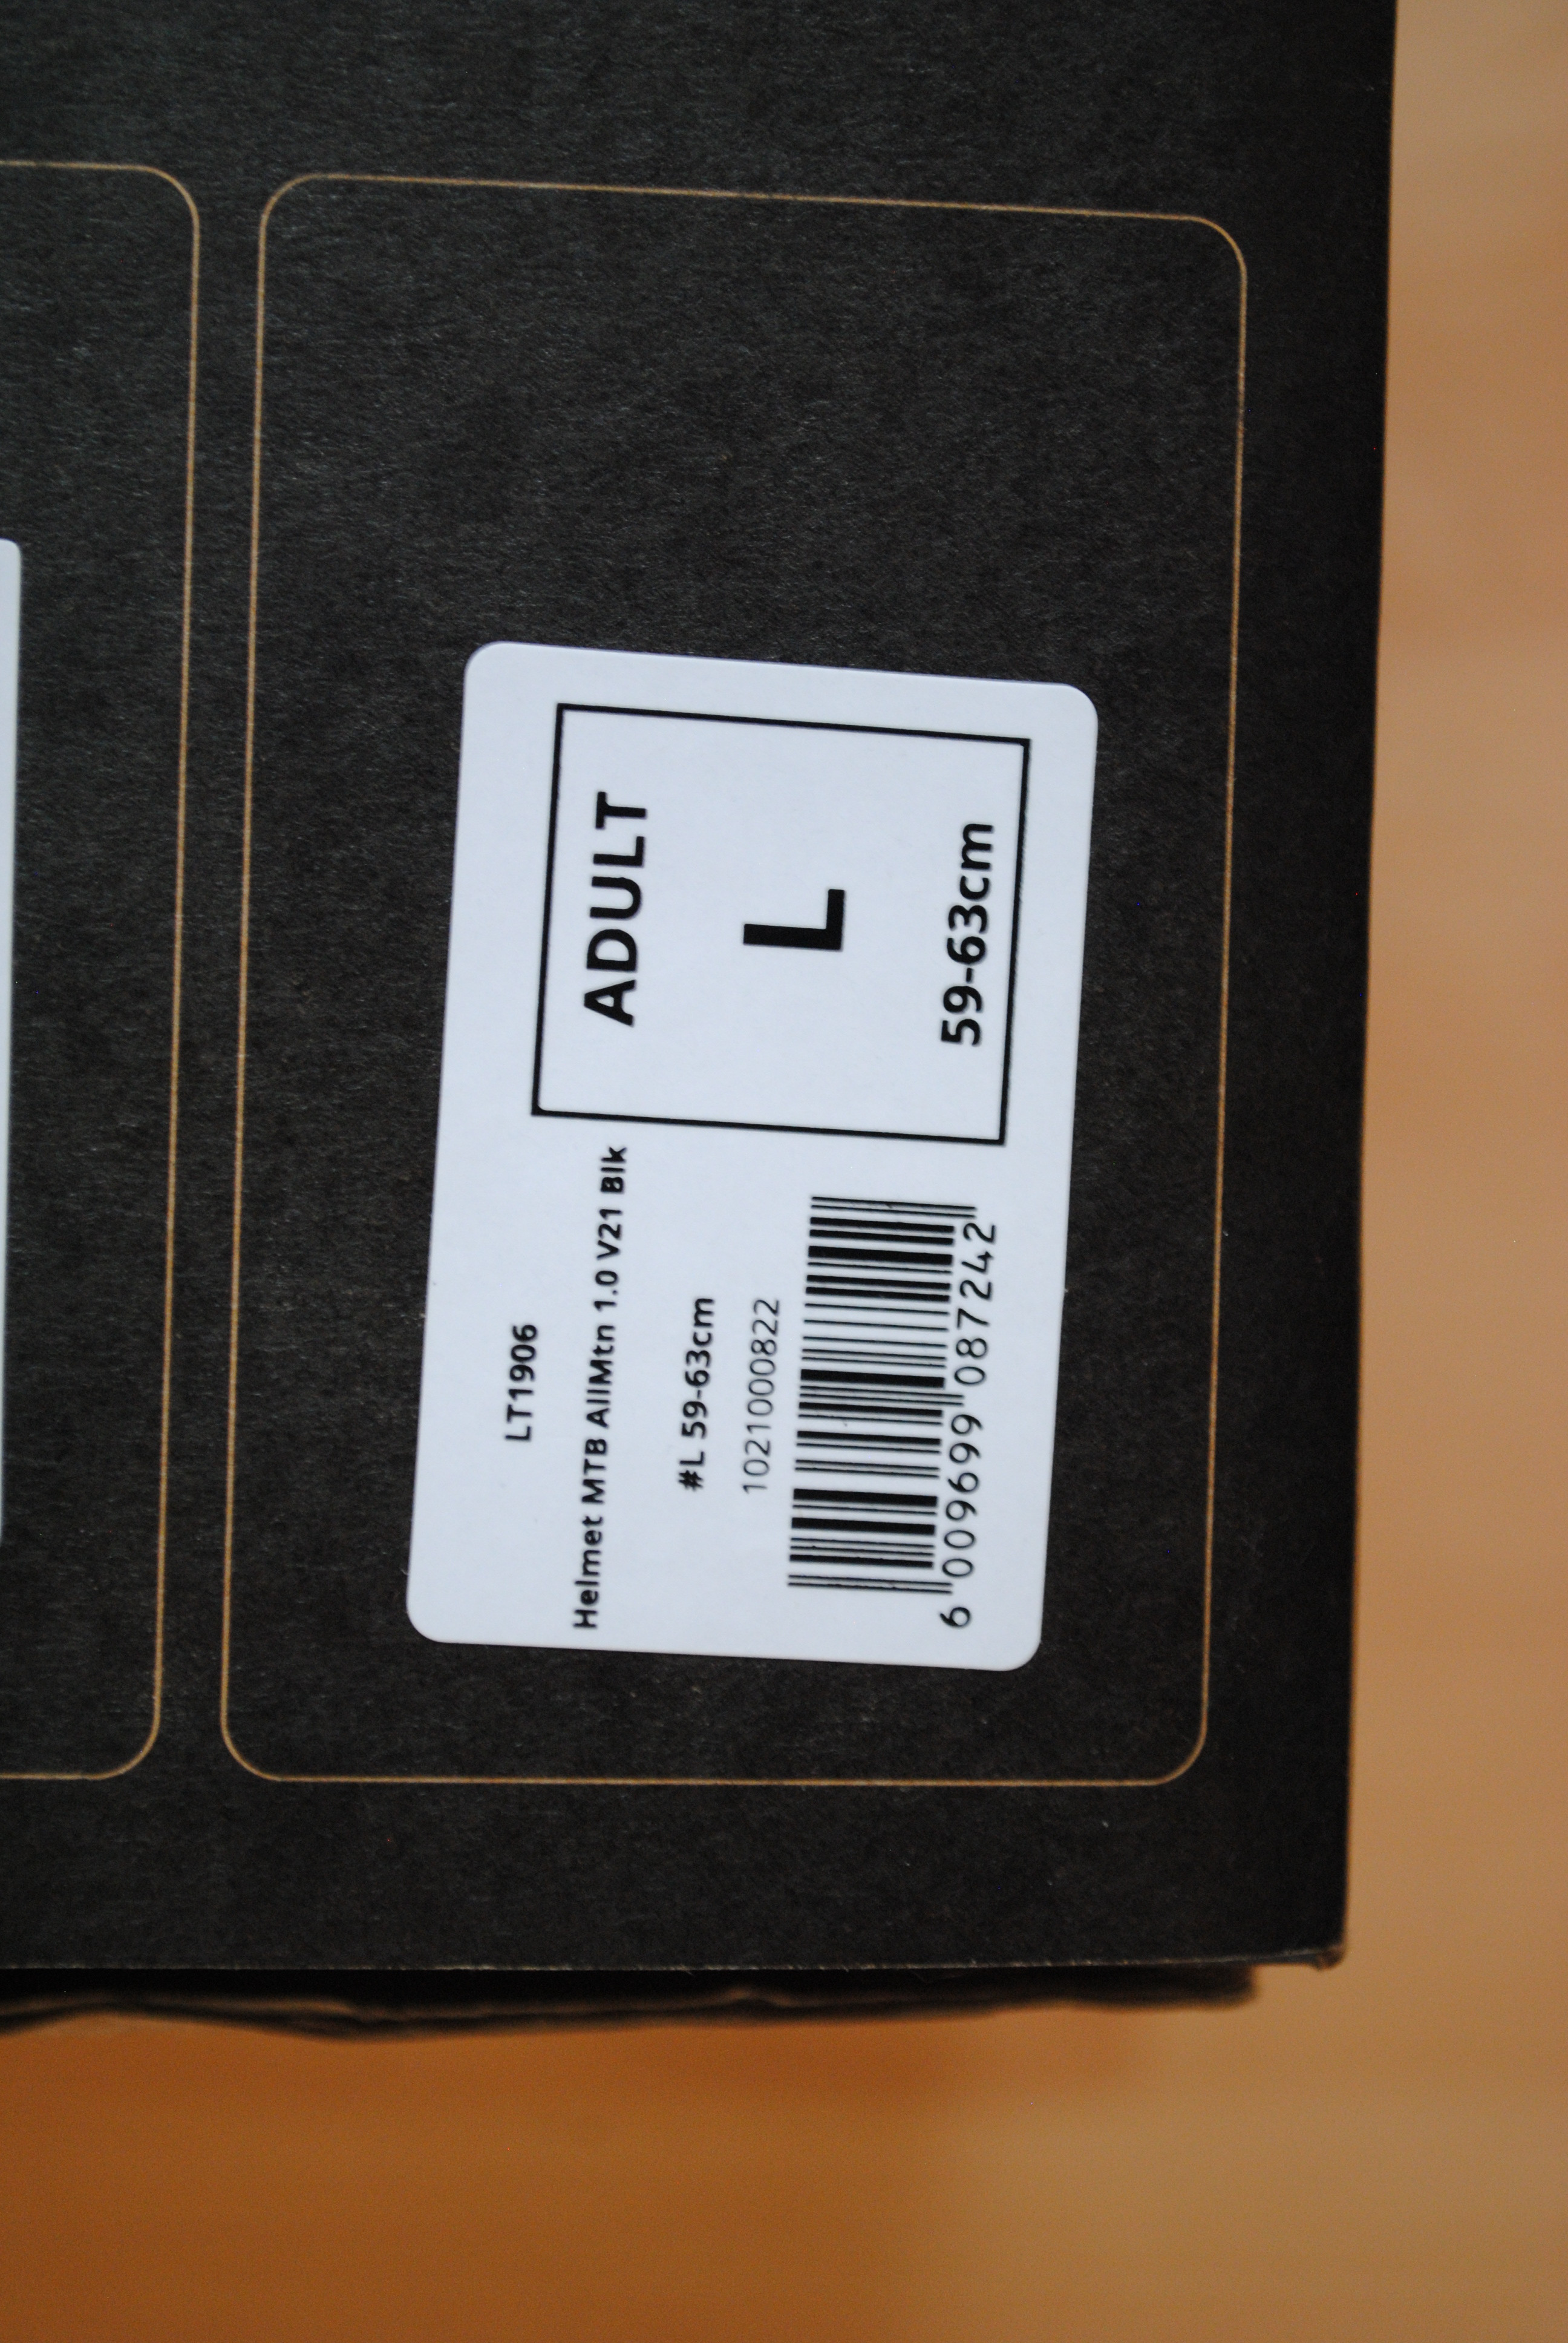 LT1906
Helmet MTB AllMtn 1.0 V21 Blk
#L 59-63cm
1021000822
6 009699 087242
ADULT
L
59-63cm